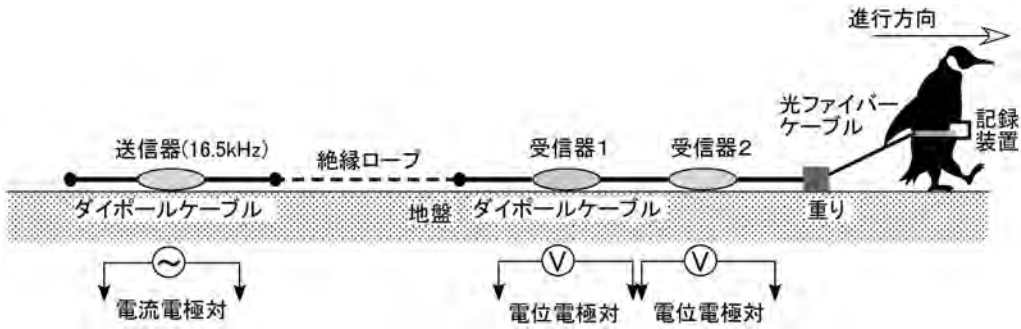 進行方向
光ファイバー
ケーブル
記録
装置
送信器(16.5kHz)
絶縁ロープ
受信器1
受信器2
ダイポールケーブル
地盤
ダイポールケーブル
重り
～
V
V
電流電極対
電位電極対
電位電極対